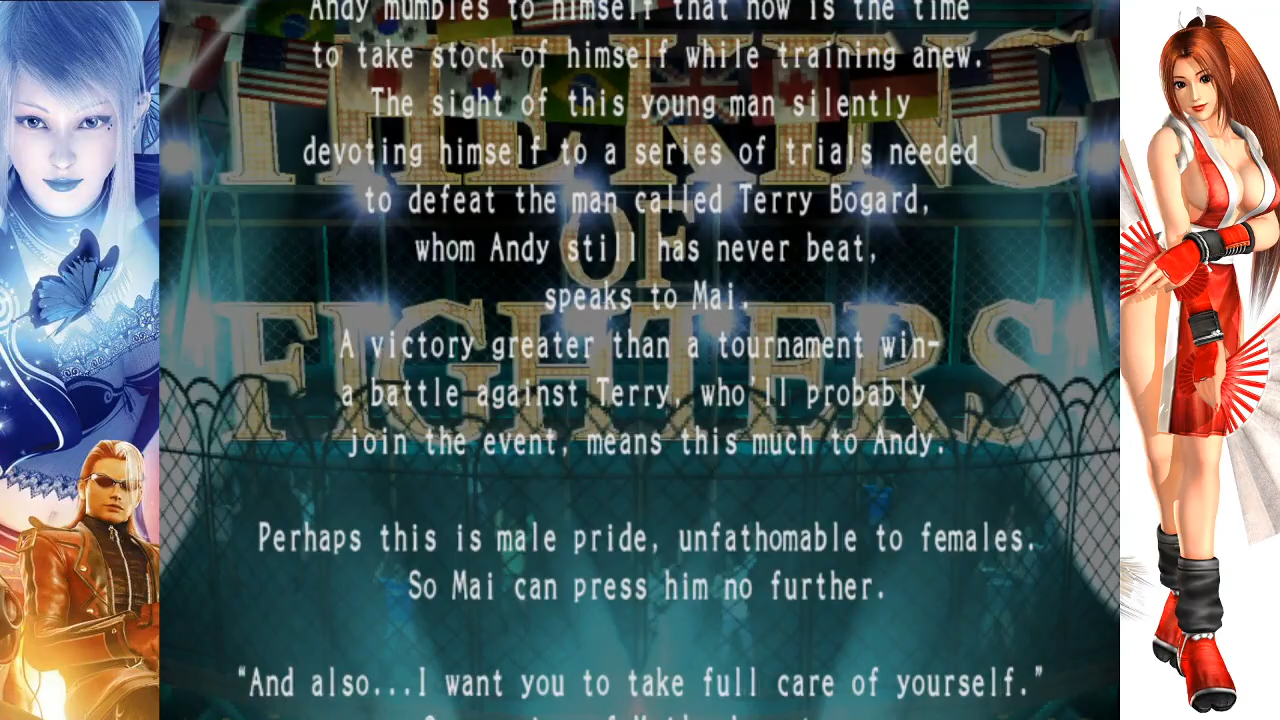 Andy mumbles to himself that now is the time
to take stock of himself while training anew.
The sight of this young man silently
devoting himself to a series of trials needed
to defeat the man called Terry Bogard,
whom Andy still has never beat,
speaks to Mai.
A victory greater than a tournament win-
a battle against Terry, who'll probably
join the event, means this much to Andy.
Perhaps this is male pride, unfathomable to females.
So Mai can press him no further.
“And also...I want you to take full care of yourself.”
THE KING
OF
FIGHTERS